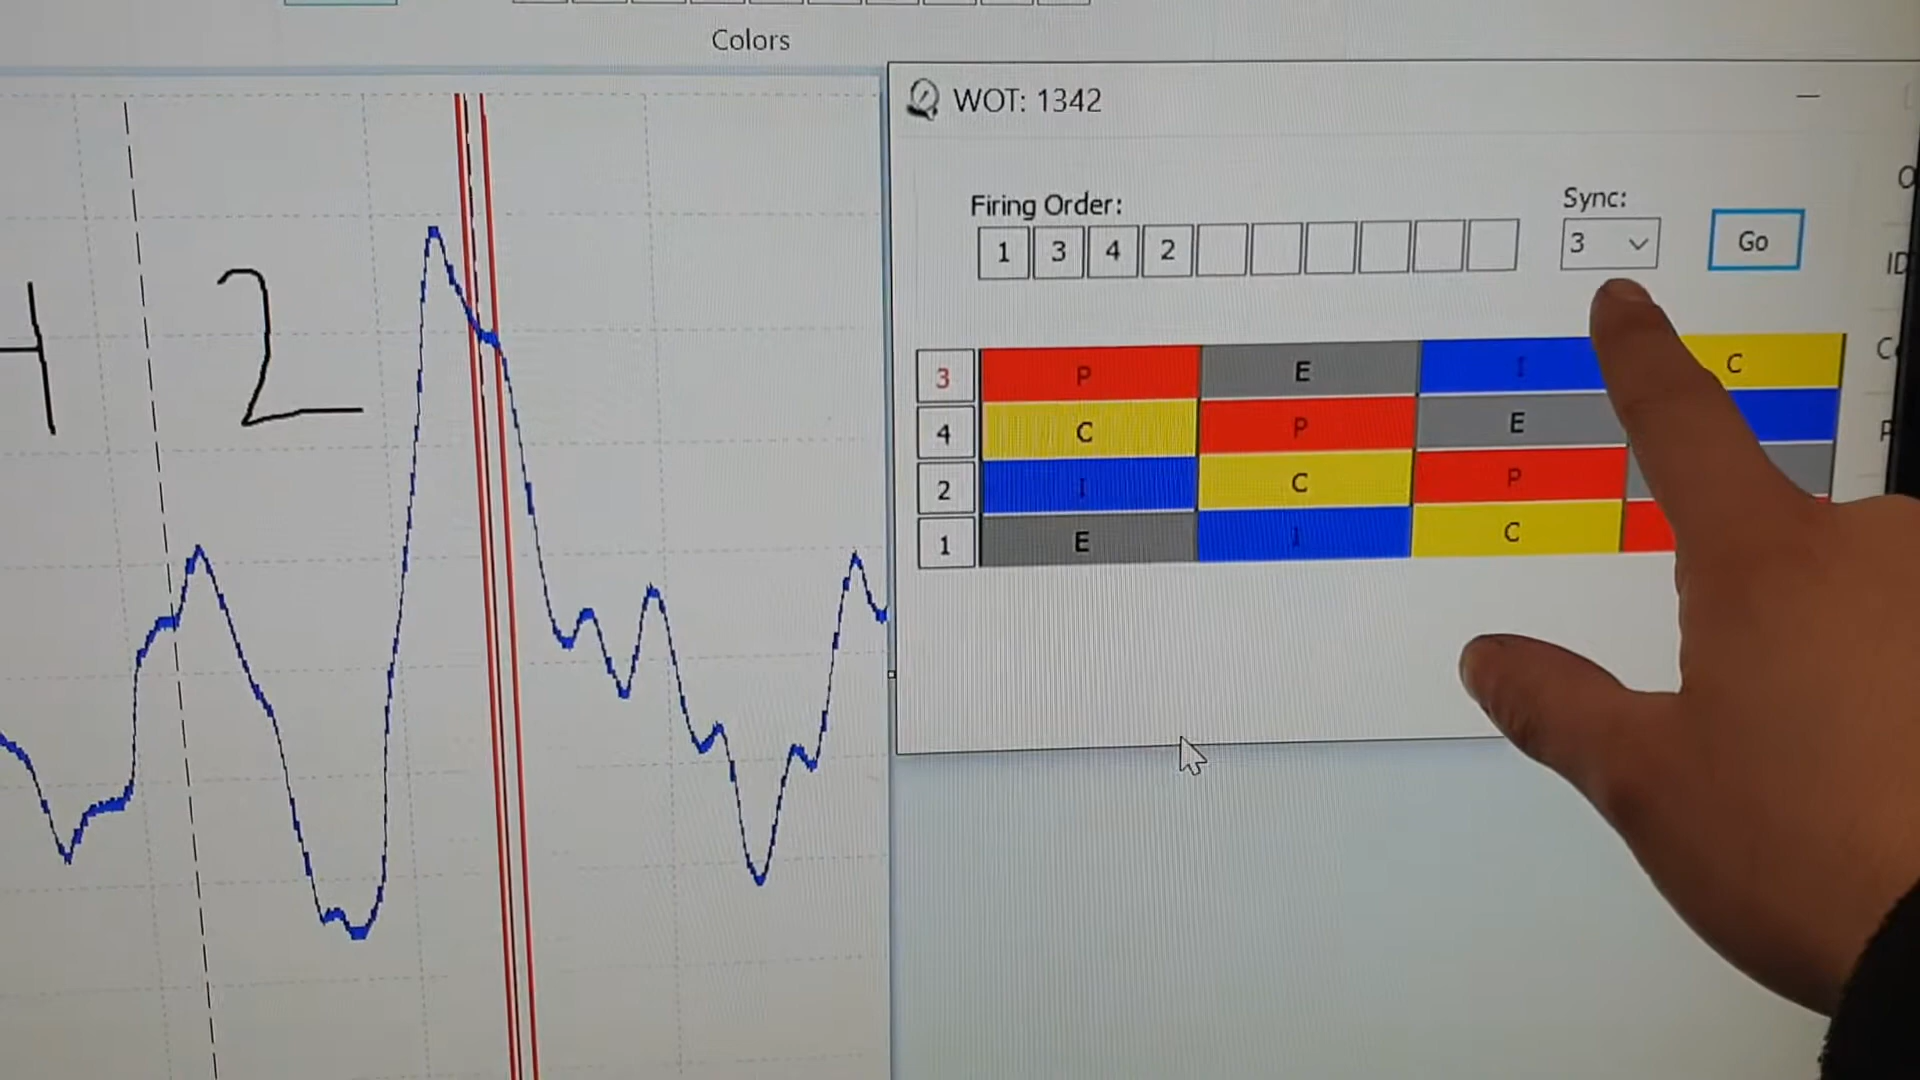 Colors
WOT: 1342
4 2
Firing Order:
Sync:
1 3 4 2
3
Go
3 P E I C
4 C P E
2 I C P
1 E I C